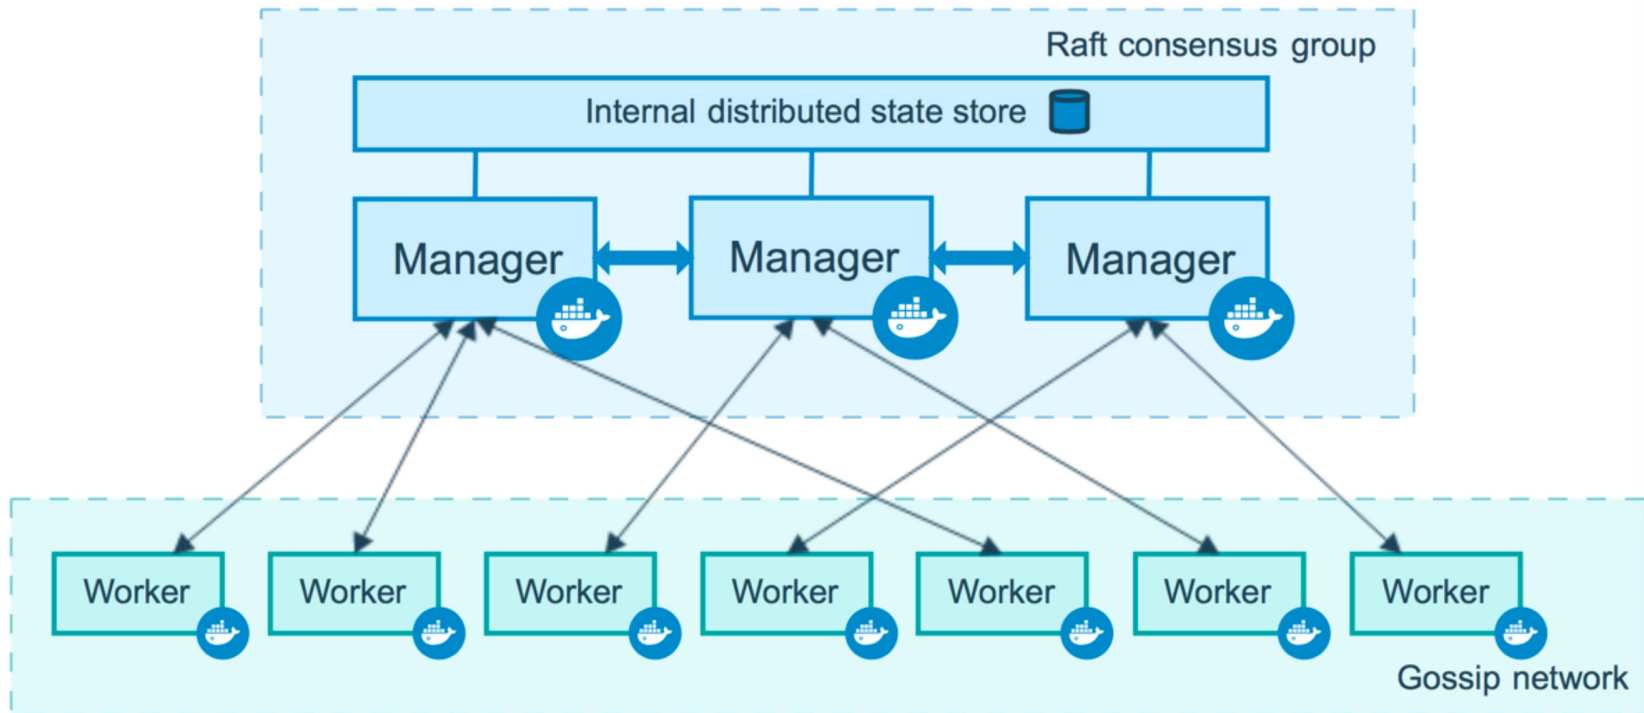 Raft consensus group
Internal distributed state store
Manager
Manager
Manager
Worker
Worker
Worker
Worker
Worker
Worker
Worker
Gossip network